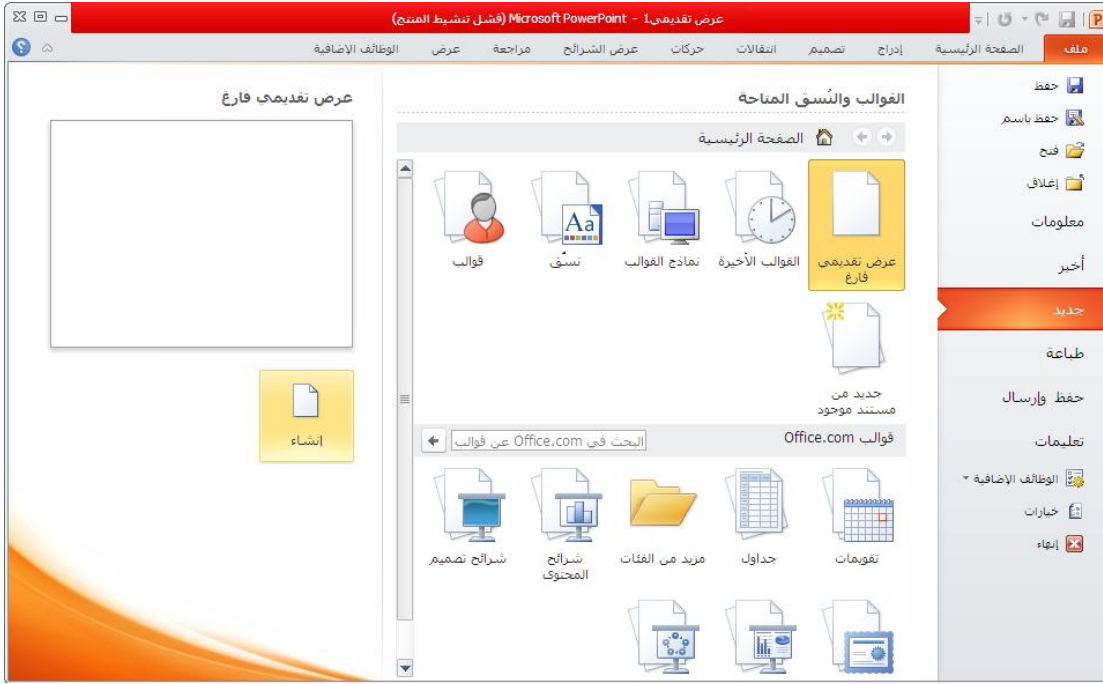 عرض تقديمي1 - Microsoft PowerPoint (فشل تنشيط المنتج)
ملف
الصفحة الرئيسية
إدراج
تصميم
انتقالات
حركات
عرض الشرائح
مراجعة
عرض
الوظائف الإضافية
حفظ
حفظ باسم
فتح
إغلاق
معلومات
أخير
جديد
طباعة
حفظ وإرسال
تعليمات
الوظائف الإضافية
خيارات
إنهاء
القوالب والنُسق المتاحة
الصفحة الرئيسية
عرض تقديمي
فارغ
القوالب الأخيرة
نماذج القوالب
نسّق
قوالب
جديد من
مستند موجود
قوالب Office.com
البحث في Office.com عن قوالب
تقويمات
جداول
مزيد من الفئات
شرائح
المحتوى
شرائح تصميم
عرض تقديمي فارغ
إنشاء